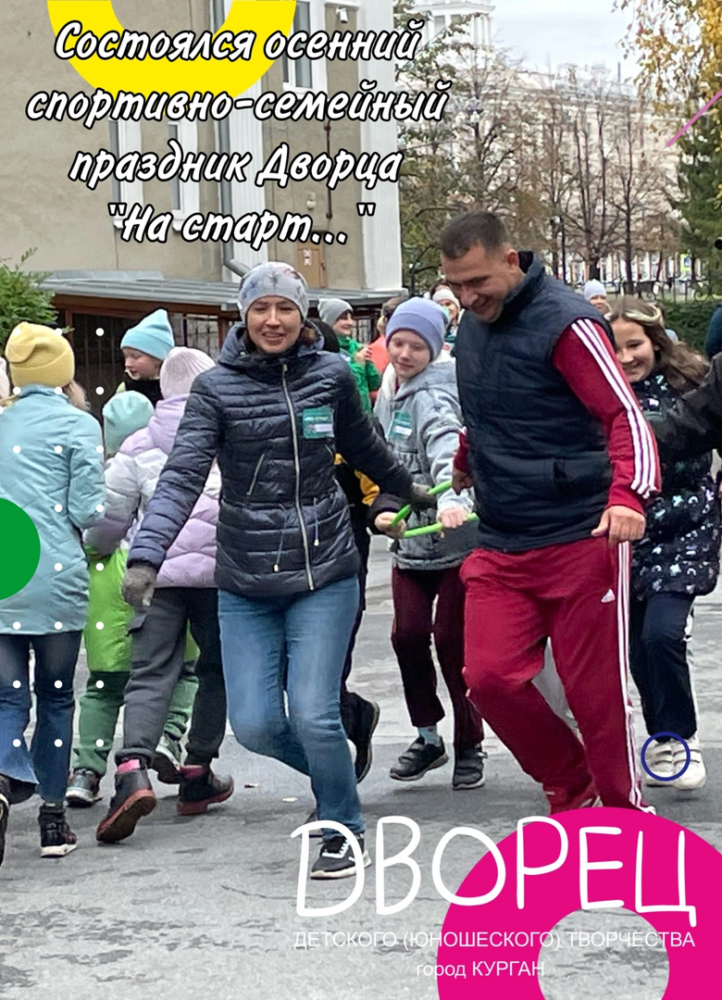 Состоялся осенний
спортивно-семейный
праздник Дворца
"На старт..."
ДВОРЕЦ
ДЕТСКОГО (ЮНОШЕСКОГО) ТВОРЧЕСТВА
город КУРГАН